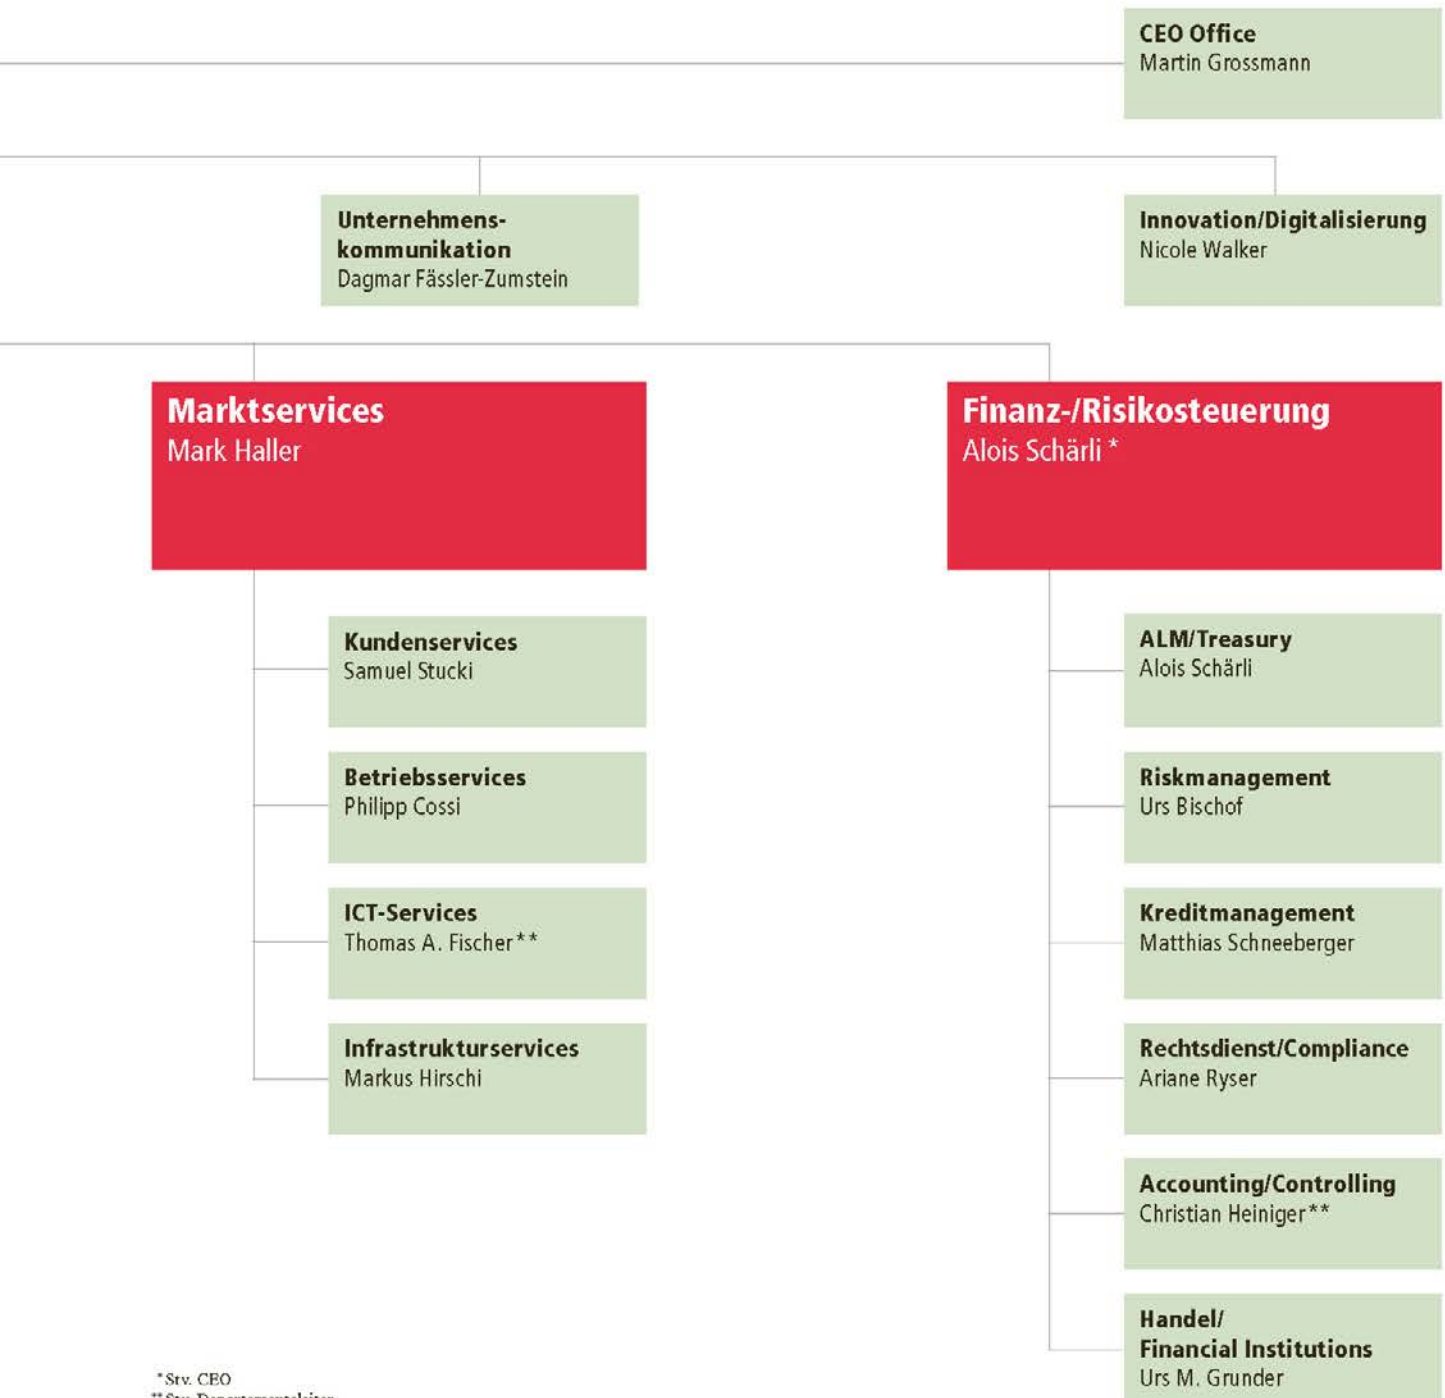 CEO Office
Martin Grossmann
Unternehmens-
kommunikation
Dagmar Fässler-Zumstein
Innovation/Digitalisierung
Nicole Walker
Marktservices
Mark Haller
Finanz-/Risikosteuerung
Alois Schärli *
Kundenservices
Samuel Stucki
Betriebsservices
Philipp Cossi
ICT-Services
Thomas A. Fischer**
Infrastrukturservices
Markus Hirschi
ALM/Treasury
Alois Schärli
Riskmanagement
Urs Bischof
Kreditmanagement
Matthias Schneeberger
Rechtsdienst/Compliance
Ariane Ryser
Accounting/Controlling
Christian Heiniger**
Handel/
Financial Institutions
Urs M. Grunder
*Stv. CEO
**Stv. Departementsleiter